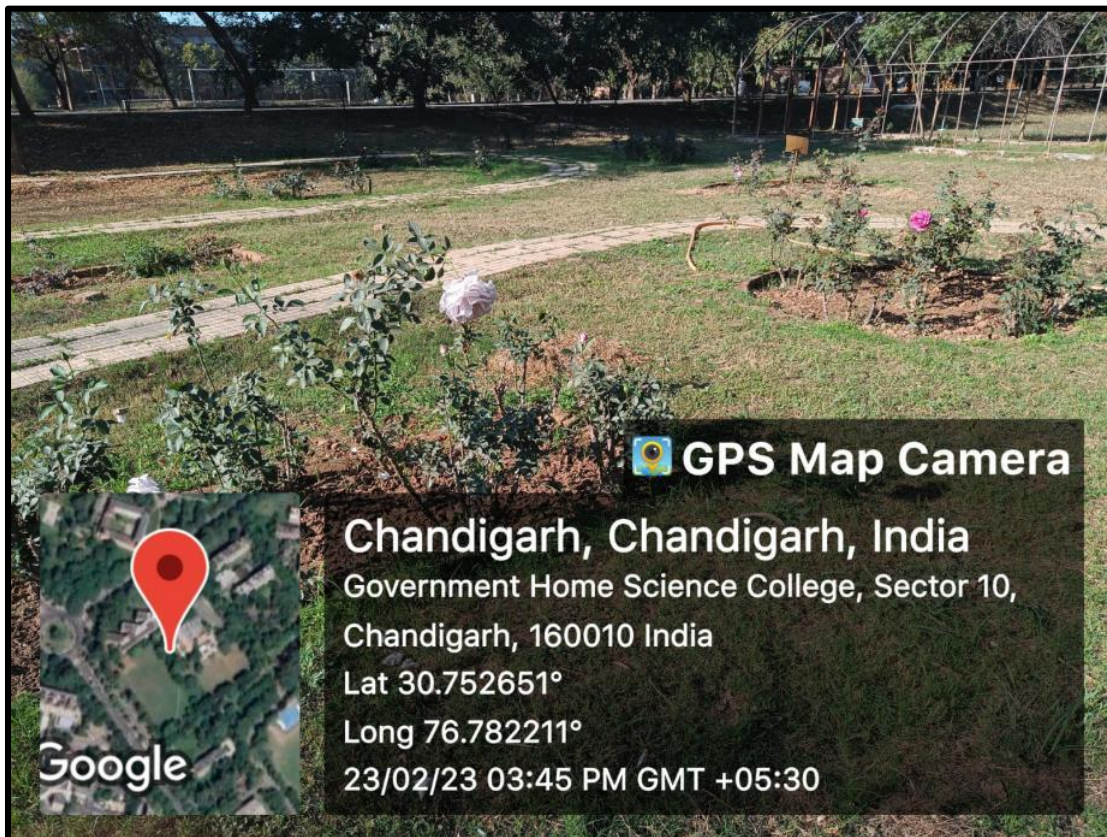 GPS Map Camera
Chandigarh, Chandigarh, India
Government Home Science College, Sector 10,
Chandigarh, 160010 India
Lat 30.752651°
Long 76.782211°
23/02/23 03:45 PM GMT +05:30
Google